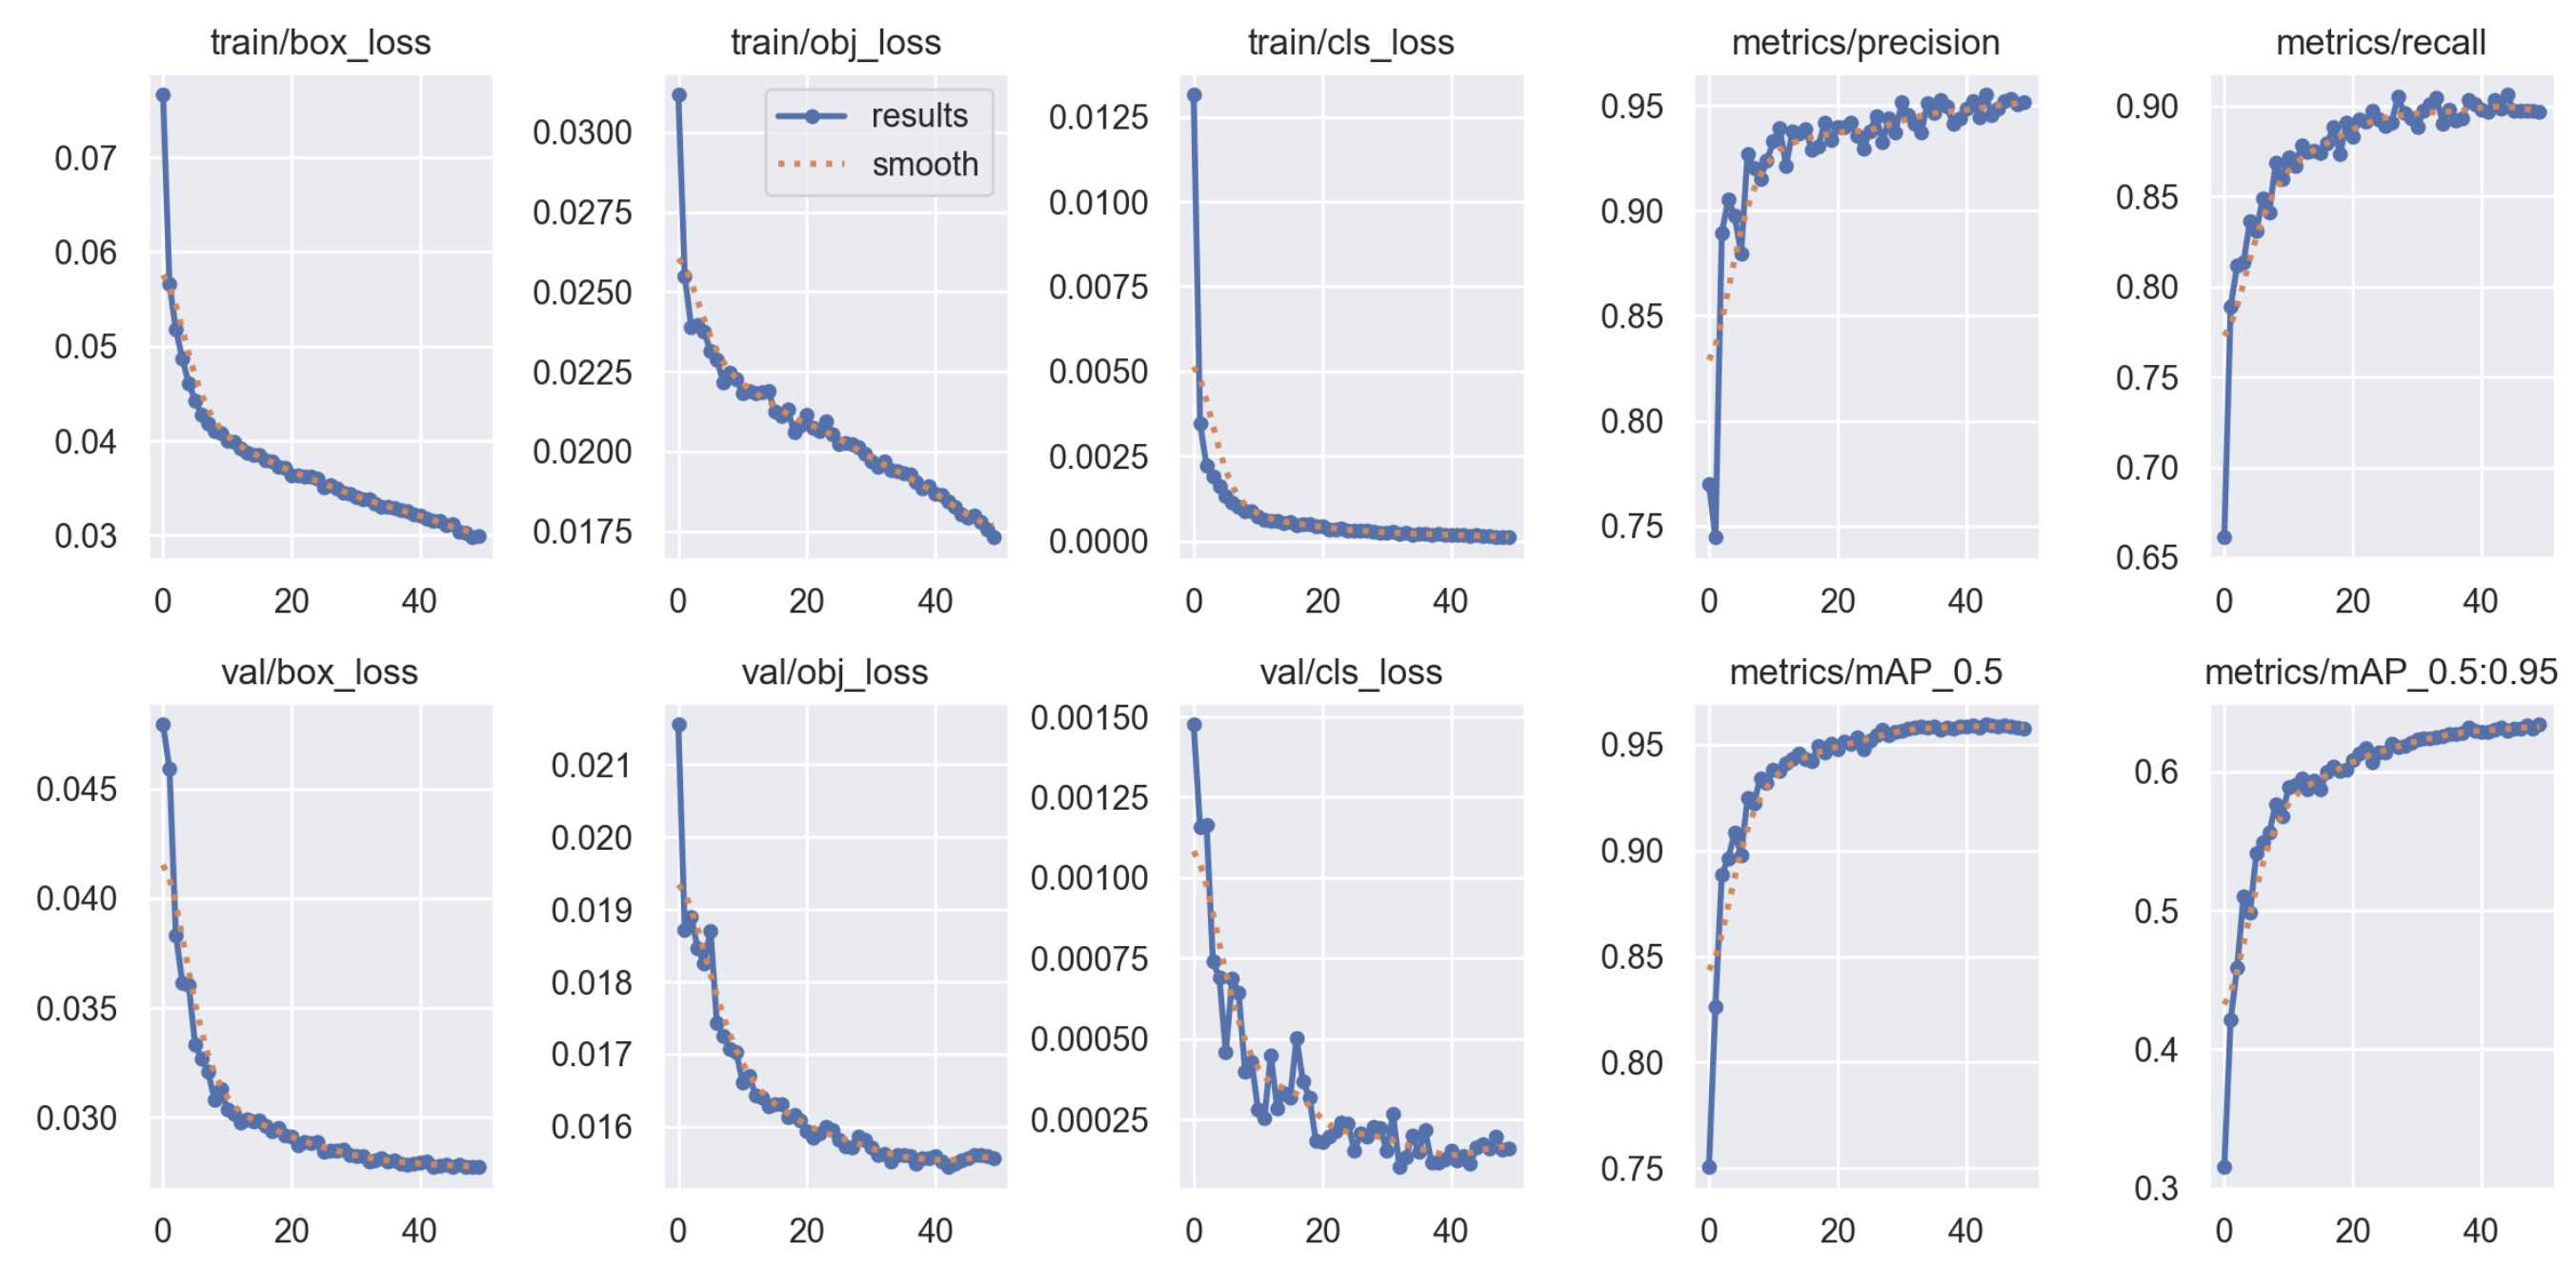 train/box_loss
0.07
0.06
0.05
0.04
0.03
0 20 40
train/obj_loss
results
smooth
0.0300
0.0275
0.0250
0.0225
0.0200
0.0175
0 20 40
train/cls_loss
0.0125
0.0100
0.0075
0.0050
0.0025
0.0000
0 20 40
metrics/precision
0.95
0.90
0.85
0.80
0.75
0 20 40
metrics/recall
0.90
0.85
0.80
0.75
0.70
0.65
0 20 40
val/box_loss
0.045
0.040
0.035
0.030
0 20 40
val/obj_loss
0.021
0.020
0.019
0.018
0.017
0.016
0 20 40
val/cls_loss
0.00150
0.00125
0.00100
0.00075
0.00050
0.00025
0 20 40
metrics/mAP_0.5
0.95
0.90
0.85
0.80
0.75
0 20 40
metrics/mAP_0.5:0.95
0.6
0.5
0.4
0.3
0 20 40